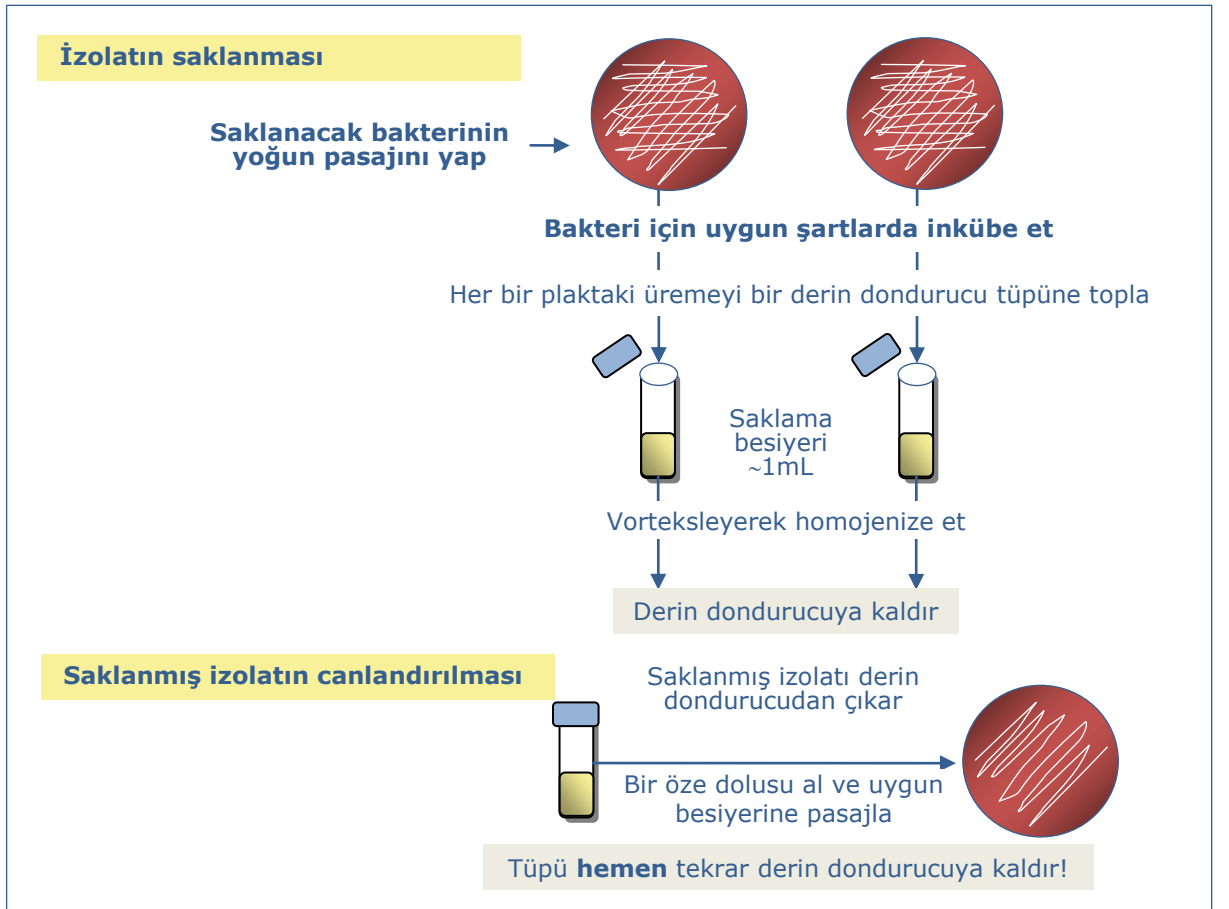 İzolatın saklanması
Saklanacak bakterinin
yoğun pasajını yap
Bakteri için uygun şartlarda inkübe et
Her bir plaktaki üremeyi bir derin dondurucu tüpüne topla
Saklama
besiyeri
~1mL
Vorteksleyerek homojenize et
Derin dondurucuya kaldır
Saklanmış izolatın canlandırılması
Saklanmış izolatı derin
dondurucudan çıkar
Bir öze dolusu al ve uygun
besiyerine pasajla
Tüpü hemen tekrar derin dondurucuya kaldır!